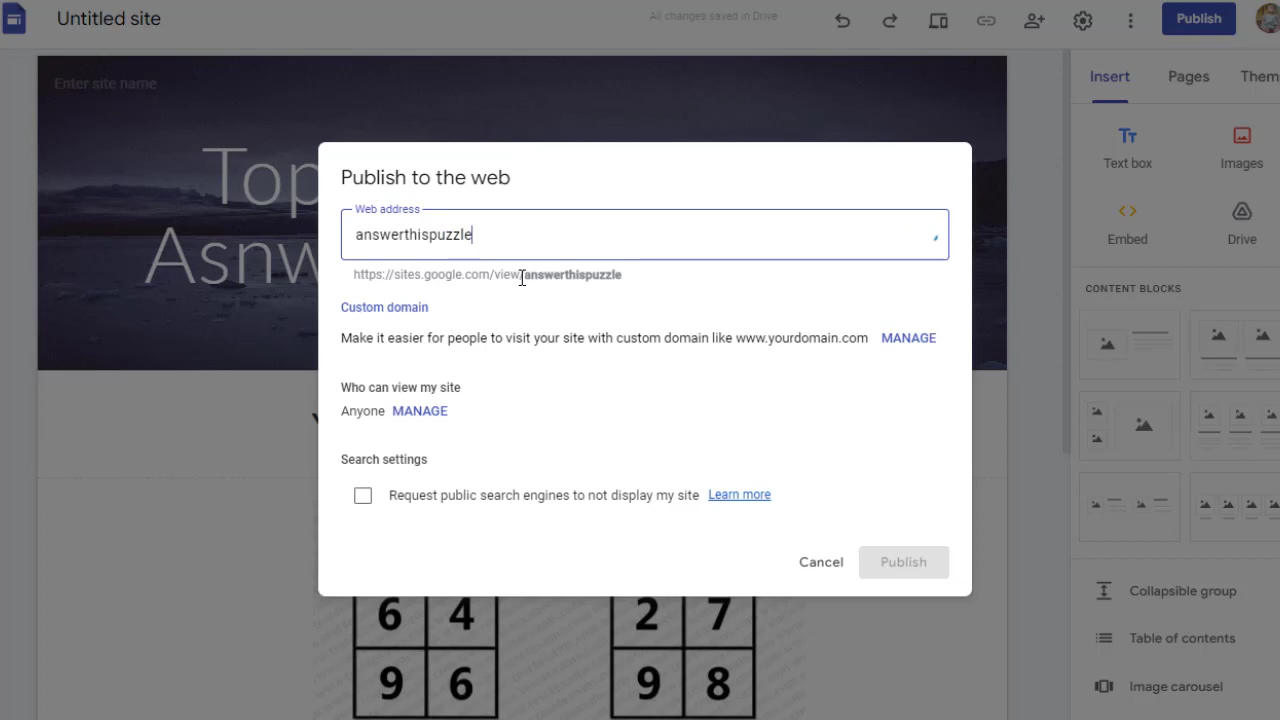 Untitled site
All changes saved in Drive
Publish
Enter site name
Insert
Pages
Them
Top
Asnw
Text box
Images
Embed
Drive
CONTENT BLOCKS
Publish to the web
Web address
answerthispuzzle
https://sites.google.com/view/answerthispuzzle
Custom domain
Make it easier for people to visit your site with custom domain like www.yourdomain.com MANAGE
Who can view my site
Anyone MANAGE
Search settings
Request public search engines to not display my site Learn more
Cancel Publish
6 4 2 7
9 6 9 8
Collapsible group
Table of contents
Image carousel